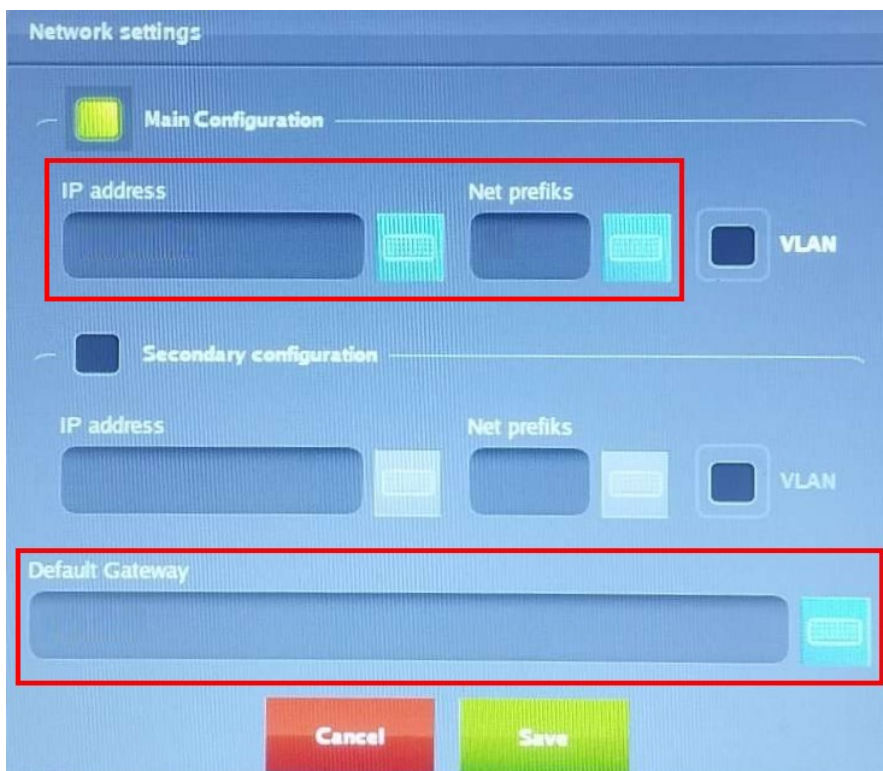 Network settings
Main Configuration
IP address Net prefiks
VLAN
Secondary configuration
IP address Net prefiks
VLAN
Default Gateway
Cancel Save